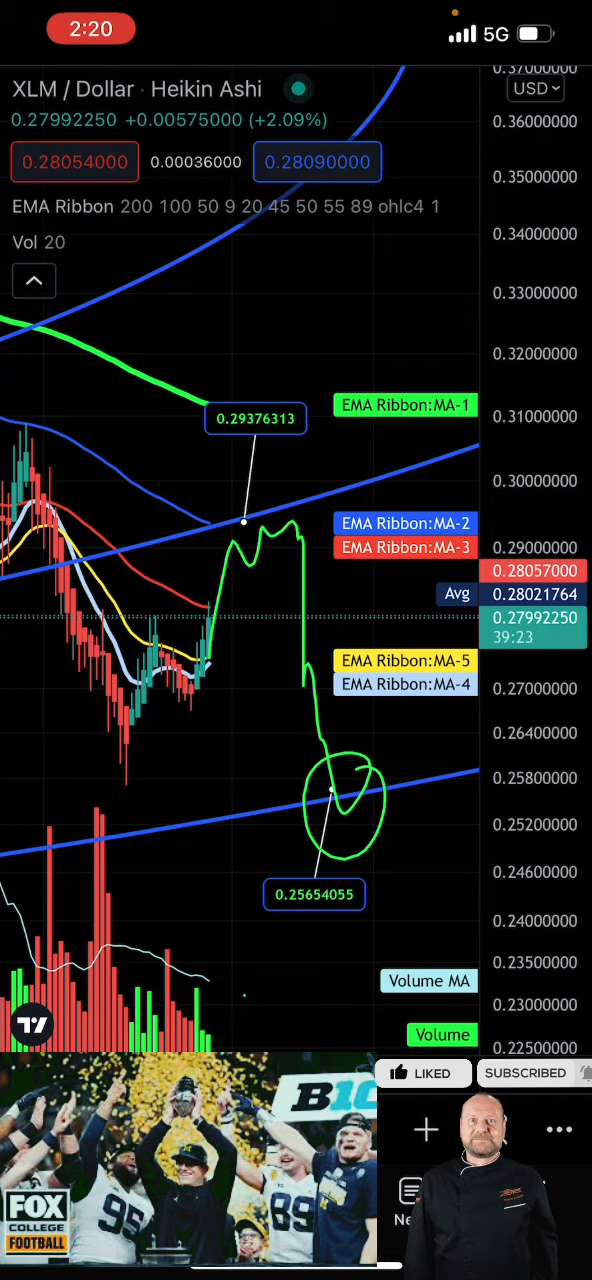 2:20
5G
XLM / Dollar · Heikin Ashi
USD
0.27992250 +0.00575000 (+2.09%)
0.28054000 0.00036000 0.28090000
EMA Ribbon 200 100 50 9 20 45 50 55 89 ohlc4 1
Vol 20
0.37000000
0.36000000
0.35000000
0.34000000
0.33000000
0.32000000
EMA Ribbon:MA-1
0.31000000
0.29376313
0.30000000
EMA Ribbon:MA-2
EMA Ribbon:MA-3
0.29000000
0.28057000
Avg 0.28021764
0.27992250
39:23
EMA Ribbon:MA-5
EMA Ribbon:MA-4
0.27000000
0.26400000
0.25800000
0.25200000
0.24600000
0.25654055
0.24000000
0.23500000
Volume MA
0.23000000
Volume
0.22500000
LIKED
SUBSCRIBED
B1G
95
89
FOX
COLLEGE
FOOTBALL
Ne